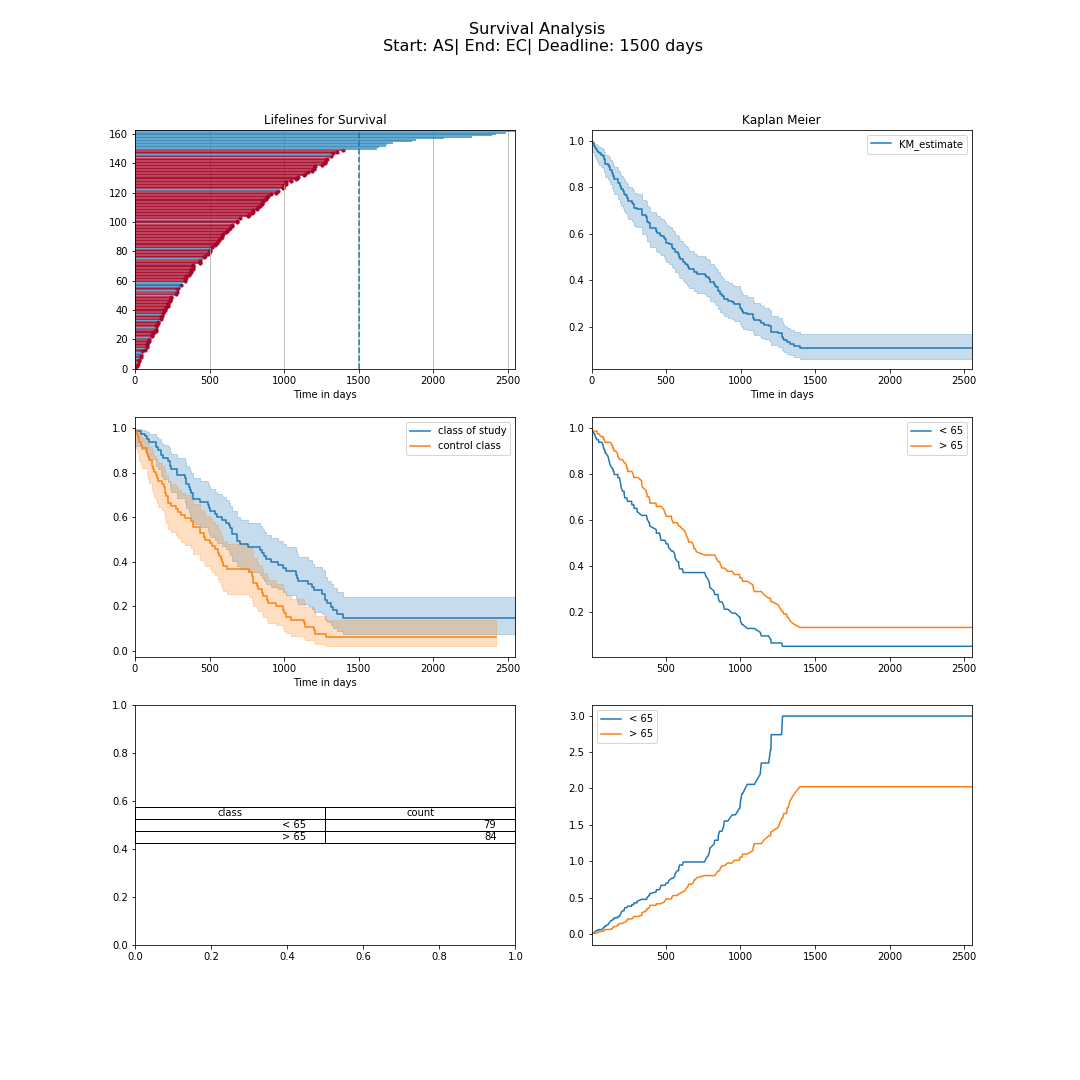 Survival Analysis
Start: AS| End: EC| Deadline: 1500 days
Lifelines for Survival
160
140
120
100
80
60
40
20
0
0 500 1000 1500 2000 2500
Time in days
Kaplan Meier
KM_estimate
1.0
0.8
0.6
0.4
0.2
0 500 1000 1500 2000 2500
Time in days
class of study
control class
1.0
0.8
0.6
0.4
0.2
0.0
0 500 1000 1500 2000 2500
Time in days
< 65
> 65
1.0
0.8
0.6
0.4
0.2
500 1000 1500 2000 2500
1.0
0.8
0.6
0.4
0.2
0.0
class count
< 65 79
> 65 84
0.0 0.2 0.4 0.6 0.8 1.0
< 65
> 65
3.0
2.5
2.0
1.5
1.0
0.5
0.0
500 1000 1500 2000 2500